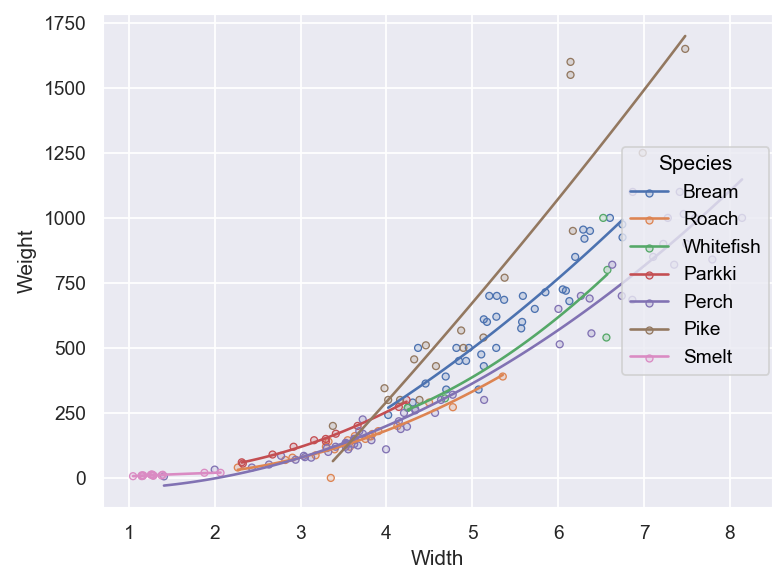 1750
1500
1250
1000
750
500
250
0
Weight
Species
Bream
Roach
Whitefish
Parkki
Perch
Pike
Smelt
1 2 3 4 5 6 7 8
Width